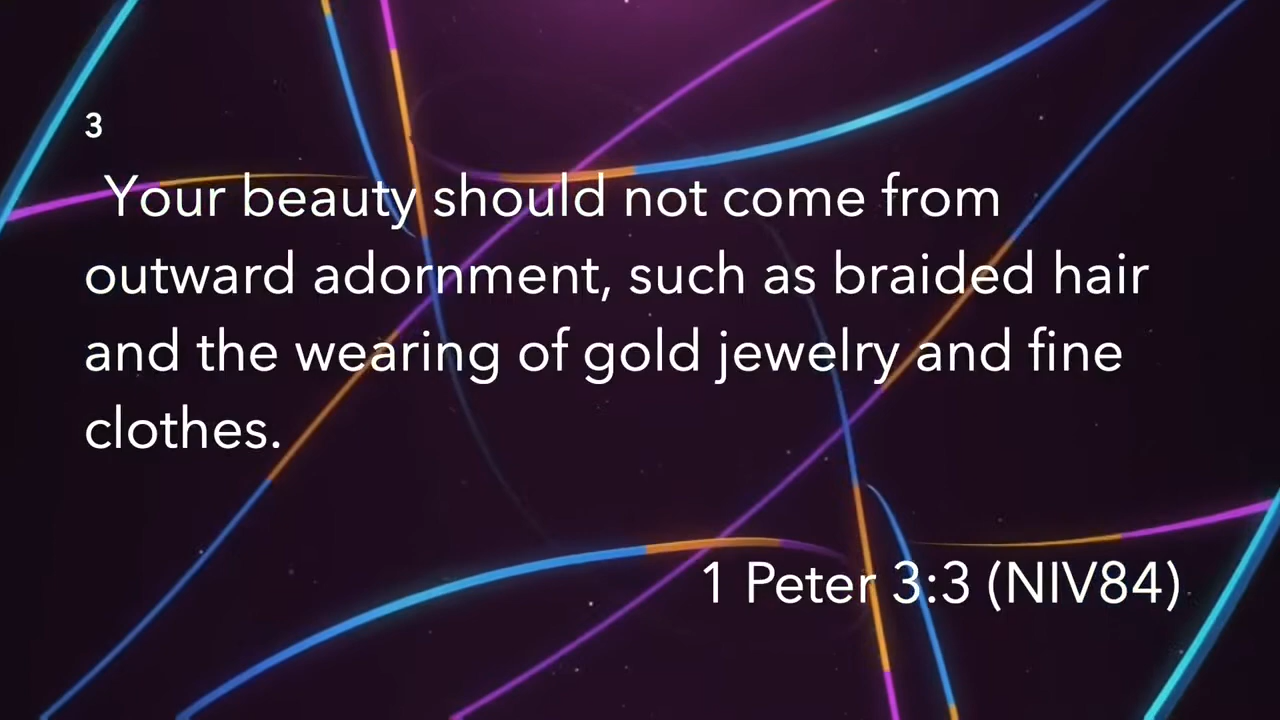 3
Your beauty should not come from
outward adornment, such as braided hair
and the wearing of gold jewelry and fine
clothes.
1 Peter 3:3 (NIV84)